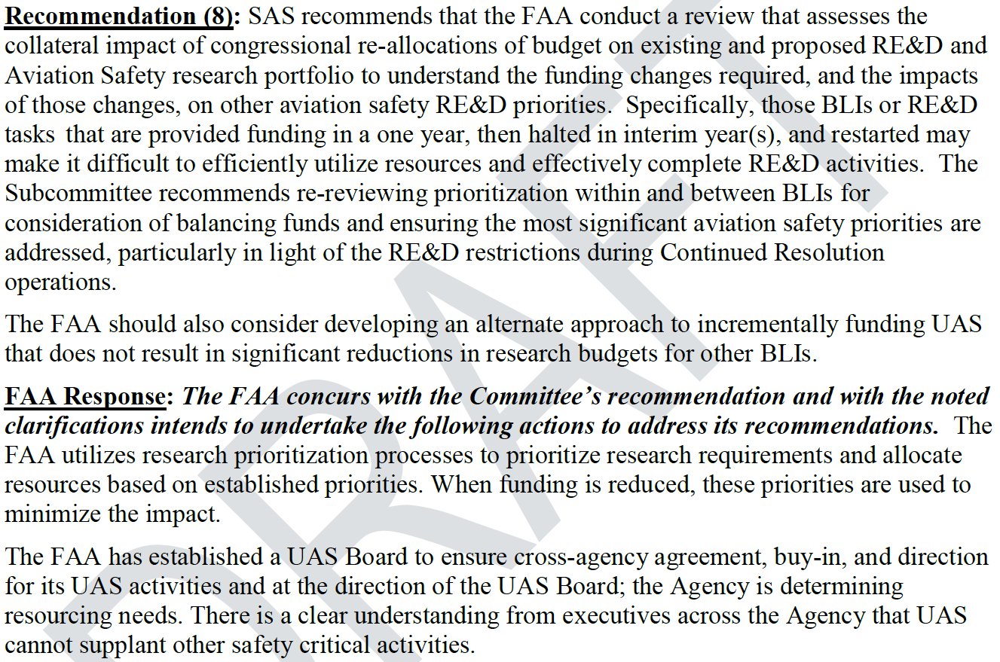 Recommendation (8): SAS recommends that the FAA conduct a review that assesses the
collateral impact of congressional re-allocations of budget on existing and proposed RE&D and
Aviation Safety research portfolio to understand the funding changes required, and the impacts
of those changes, on other aviation safety RE&D priorities.  Specifically, those BLIs or RE&D
tasks  that are provided funding in a one year, then halted in interim year(s), and restarted may
make it difficult to efficiently utilize resources and effectively complete RE&D activities.  The
Subcommittee recommends re-reviewing prioritization within and between BLIs for
consideration of balancing funds and ensuring the most significant aviation safety priorities are
addressed, particularly in light of the RE&D restrictions during Continued Resolution
operations.
The FAA should also consider developing an alternate approach to incrementally funding UAS
that does not result in significant reductions in research budgets for other BLIs.
FAA Response: The FAA concurs with the Committee’s recommendation and with the noted
clarifications intends to undertake the following actions to address its recommendations.  The
FAA utilizes research prioritization processes to prioritize research requirements and allocate
resources based on established priorities. When funding is reduced, these priorities are used to
minimize the impact.
The FAA has established a UAS Board to ensure cross-agency agreement, buy-in, and direction
for its UAS activities and at the direction of the UAS Board; the Agency is determining
resourcing needs. There is a clear understanding from executives across the Agency that UAS
cannot supplant other safety critical activities.
DRAFT